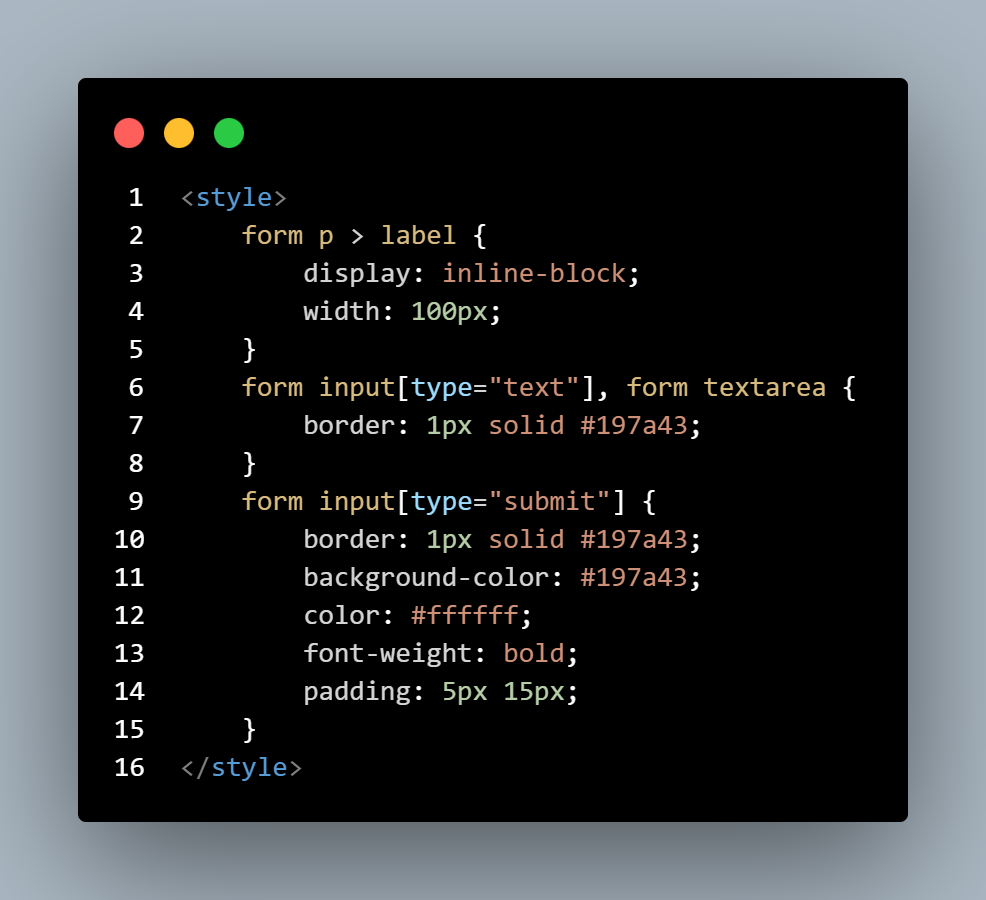 1 <style>
2     form p > label {
3         display: inline-block;
4         width: 100px;
5     }
6     form input[type="text"], form textarea {
7         border: 1px solid #197a43;
8     }
9     form input[type="submit"] {
10         border: 1px solid #197a43;
11         background-color: #197a43;
12         color: #ffffff;
13         font-weight: bold;
14         padding: 5px 15px;
15     }
16 </style>